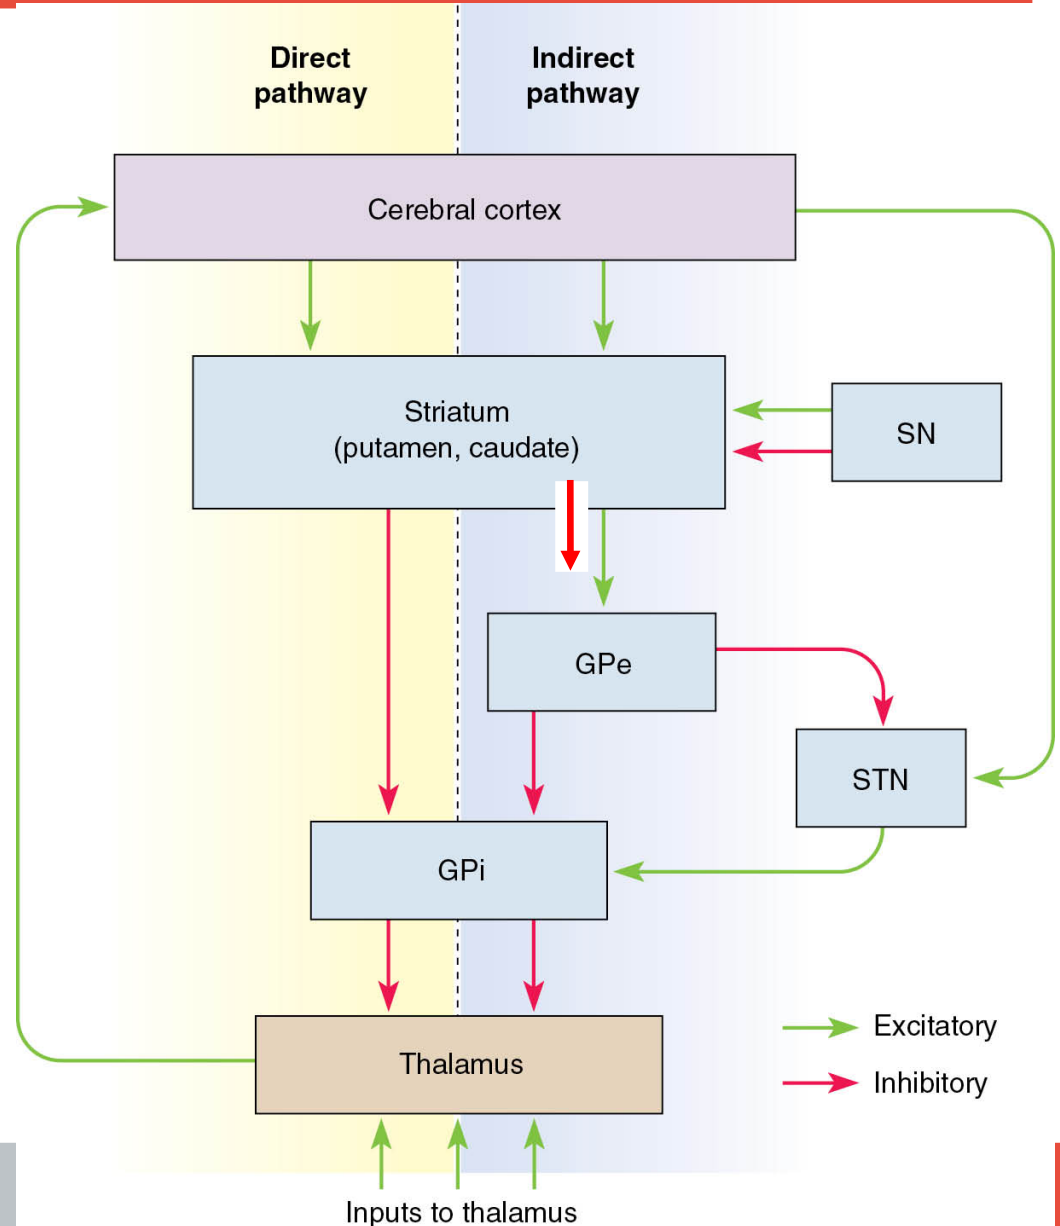 Direct
pathway
Indirect
pathway
Cerebral cortex
Striatum
(putamen, caudate)
SN
GPe
STN
GPi
Excitatory
Inhibitory
Thalamus
Inputs to thalamus